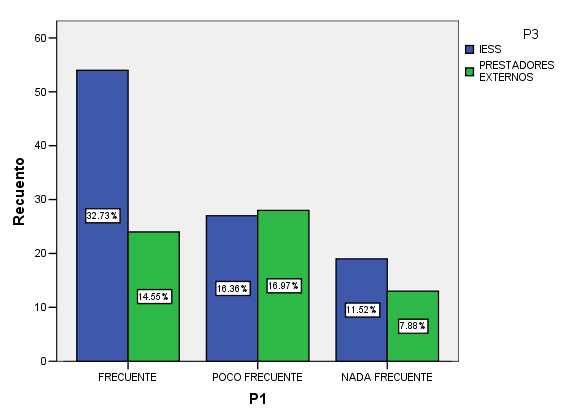 P3
IESS
PRESTADORES
EXTERNOS
Recuento
60
50
40
30
20
10
0
32.73%
14.55%
16.36%
16.97%
11.52%
7.88%
FRECUENTE
POCO FRECUENTE
NADA FRECUENTE
P1